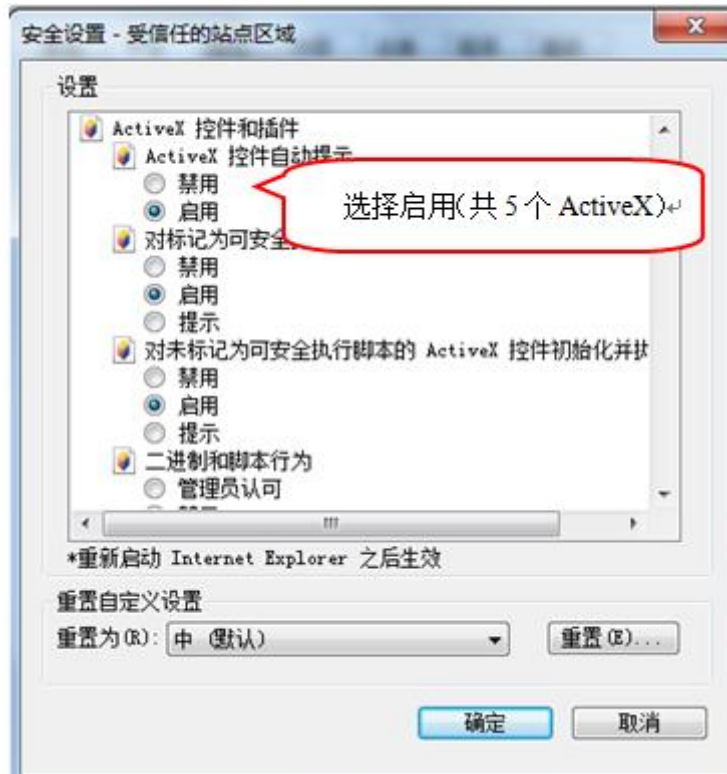 安全设置 - 受信任的站点区域
设置
ActiveX 控件和插件
ActiveX 控件自动提示
禁用
启用
选择启用(共 5 个 ActiveX)↵
对标记为可安全
禁用
启用
提示
对未标记为可安全执行脚本的 ActiveX 控件初始化并执
禁用
启用
提示
二进制和脚本行为
管理员认可
*重新启动 Internet Explorer 之后生效
重置自定义设置
重置为(R):
中 (默认)
重置(E)...
确定
取消